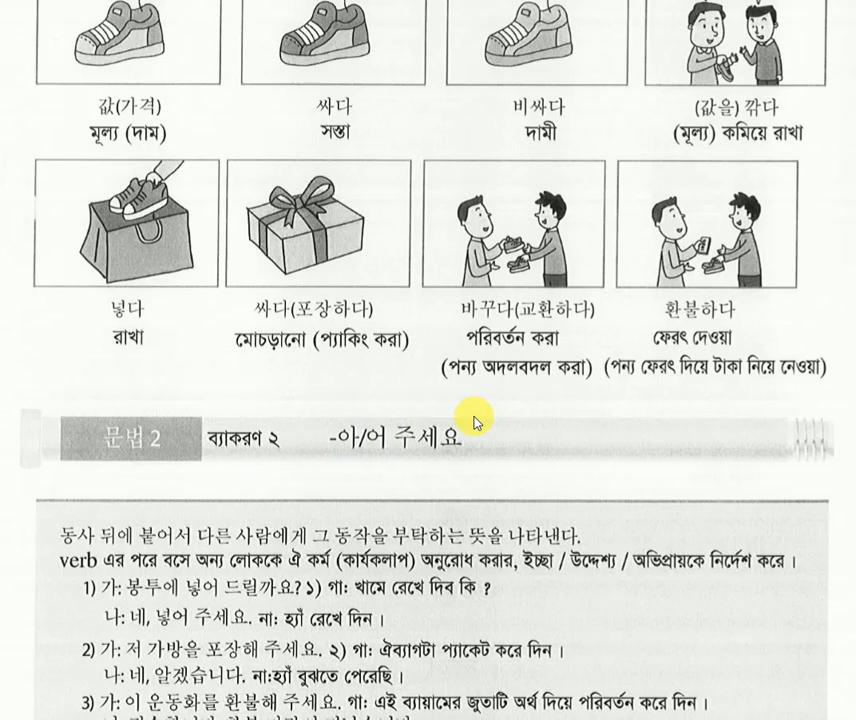 값(가격) 싸다 비싸다 (값을) 깎다
মূল্য (দাম) সস্তা দামী (মূল্য) কমিয়ে রাখা
넣다 싸다(포장하다) 바꾸다(교환하다) 환불하다
রাখা মোচড়ানো (প্যাকিং করা) পরিবর্তন করা ফেরৎ দেওয়া
(পন্য অদলবদল করা) (পন্য ফেরৎ দিয়ে টাকা নিয়ে নেওয়া)
문법 2 ব্যাকরণ ২ -아/어 주세요
동사 뒤에 붙어서 다른 사람에게 그 동작을 부탁하는 뜻을 나타낸다.
verb এর পরে বসে অন্য লোককে ঐ কর্ম (কার্যকলাপ) অনুরোধ করার, ইচ্ছা / উদ্দেশ্য / অভিপ্রায়কে নির্দেশ করে।
1) 가: 봉투에 넣어 드릴까요? ১) গা: খামে রেখে দিব কি ?
나: 네, 넣어 주세요. না: হ্যাঁ রেখে দিন।
2) 가: 저 가방을 포장해 주세요. ২) গা: ঐব্যাগটা প্যাকেট করে দিন।
나: 네, 알겠습니다. না:হ্যাঁ বুঝতে পেরেছি।
3) 가: 이 운동화를 환불해 주세요. গা: এই ব্যায়ামের জুতাটি অর্থ দিয়ে পরিবর্তন করে দিন।